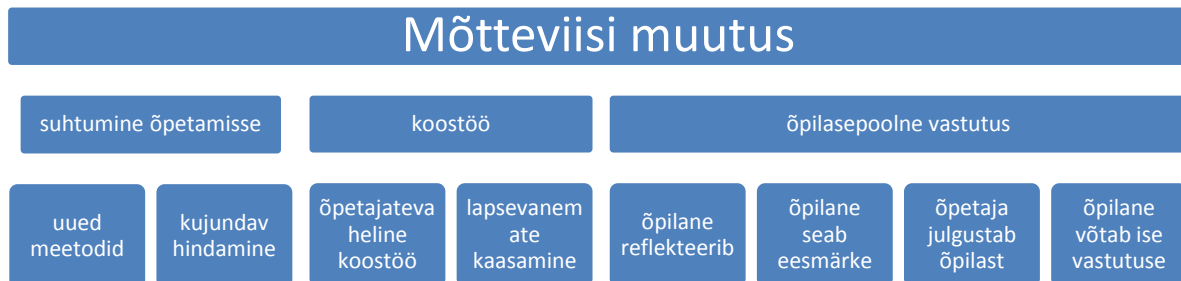 Mõtteviisi muutus
suhtumine õpetamisse
koostöö
õpilasepoolne vastutus
uued
meetodid
kujundav
hindamine
õpetajateva
heline
koostöö
lapsevanem
ate
kaasamine
õpilane
reflekteerib
õpilane
seab
eesmärke
õpetaja
julgustab
õpilast
õpilane
võtab ise
vastutuse